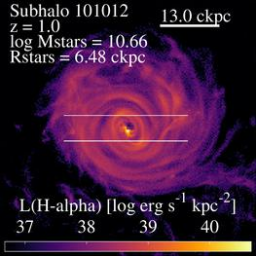 Subhalo 101012
13.0 ckpc
z = 1.0
log Mstars = 10.66
Rstars = 6.48 ckpc
L(H-alpha) [log erg s⁻¹ kpc⁻²]
37 38 39 40